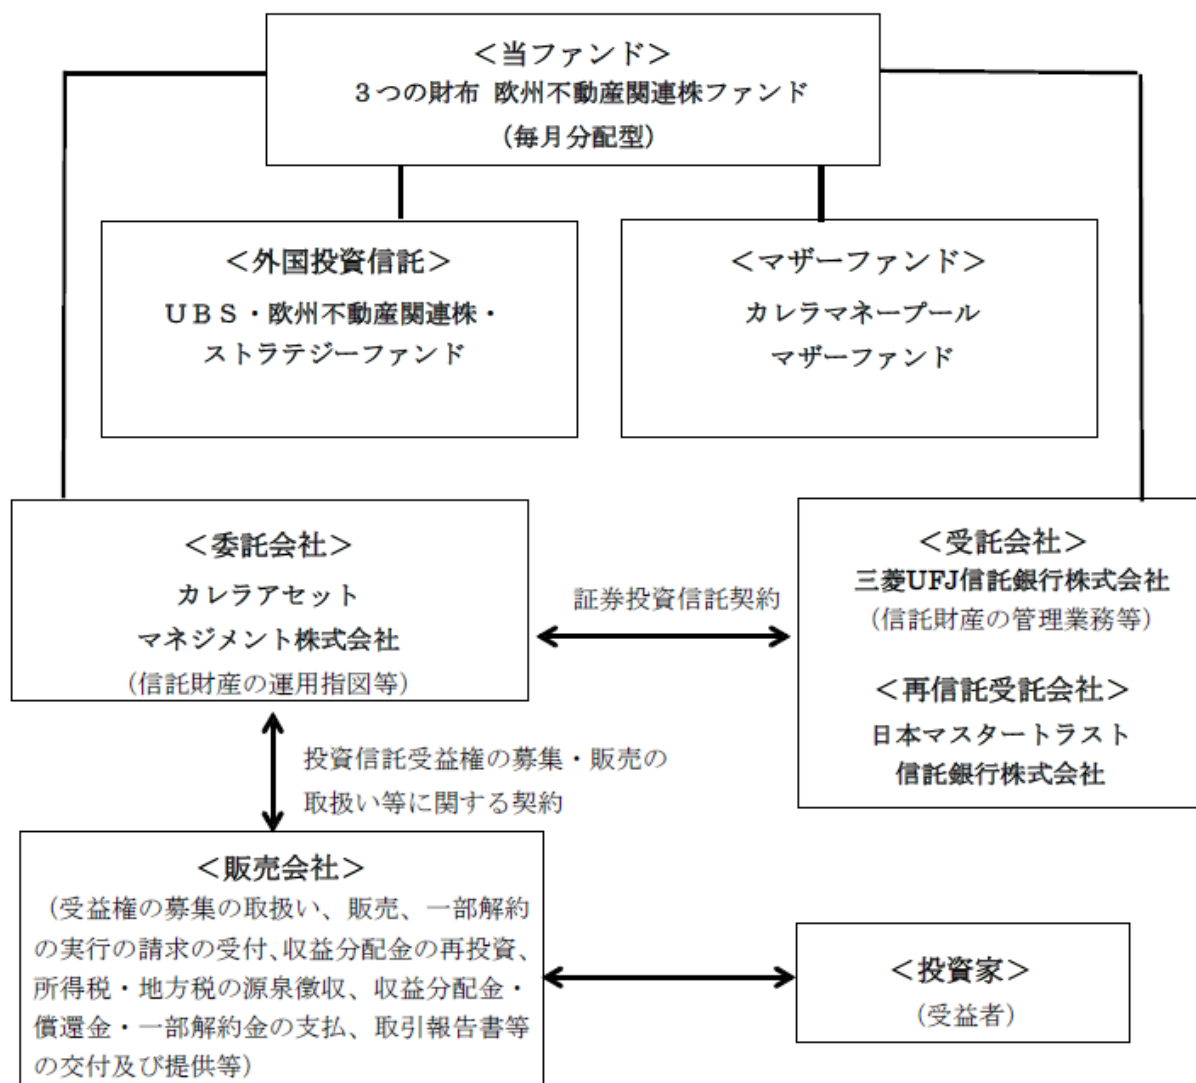 ＜当ファンド＞
３つの財布 欧州不動産関連株ファンド
（毎月分配型）
＜外国投資信託＞
ＵＢＳ・欧州不動産関連株・
ストラテジーファンド
＜マザーファンド＞
カレラマネープール
マザーファンド
＜委託会社＞
カレラアセット
マネジメント株式会社
（信託財産の運用指図等）
証券投資信託契約
＜受託会社＞
三菱UFJ信託銀行株式会社
（信託財産の管理業務等）
＜再信託受託会社＞
日本マスタートラスト
信託銀行株式会社
投資信託受益権の募集・販売の
取扱い等に関する契約
＜販売会社＞
（受益権の募集の取扱い、販売、一部解約
の実行の請求の受付、収益分配金の再投資、
所得税・地方税の源泉徴収、収益分配金・
償還金・一部解約金の支払、取引報告書等
の交付及び提供等）
＜投資家＞
（受益者）